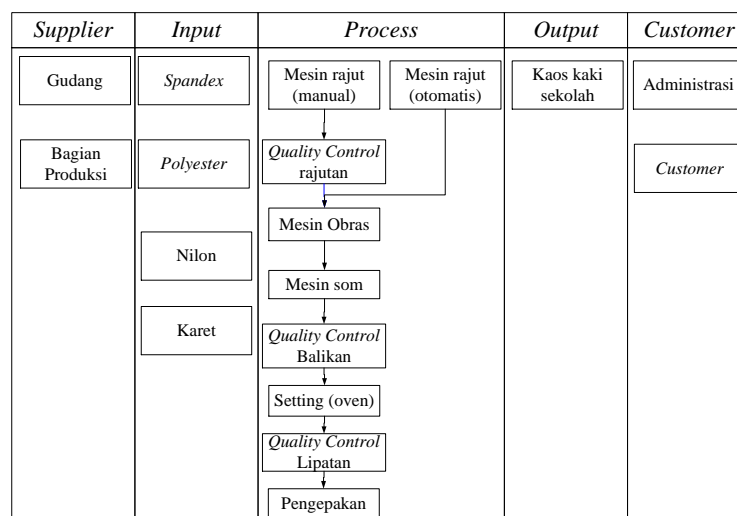 Supplier
Input
Process
Output
Customer
Gudang
Bagian
Produksi
Spandex
Polyester
Nilon
Karet
Mesin rajut
(manual)
Mesin rajut
(otomatis)
Quality Control
rajutan
Mesin Obras
Mesin som
Quality Control
Balikan
Setting (oven)
Quality Control
Lipatan
Pengepakan
Kaos kaki
sekolah
Administrasi
Customer